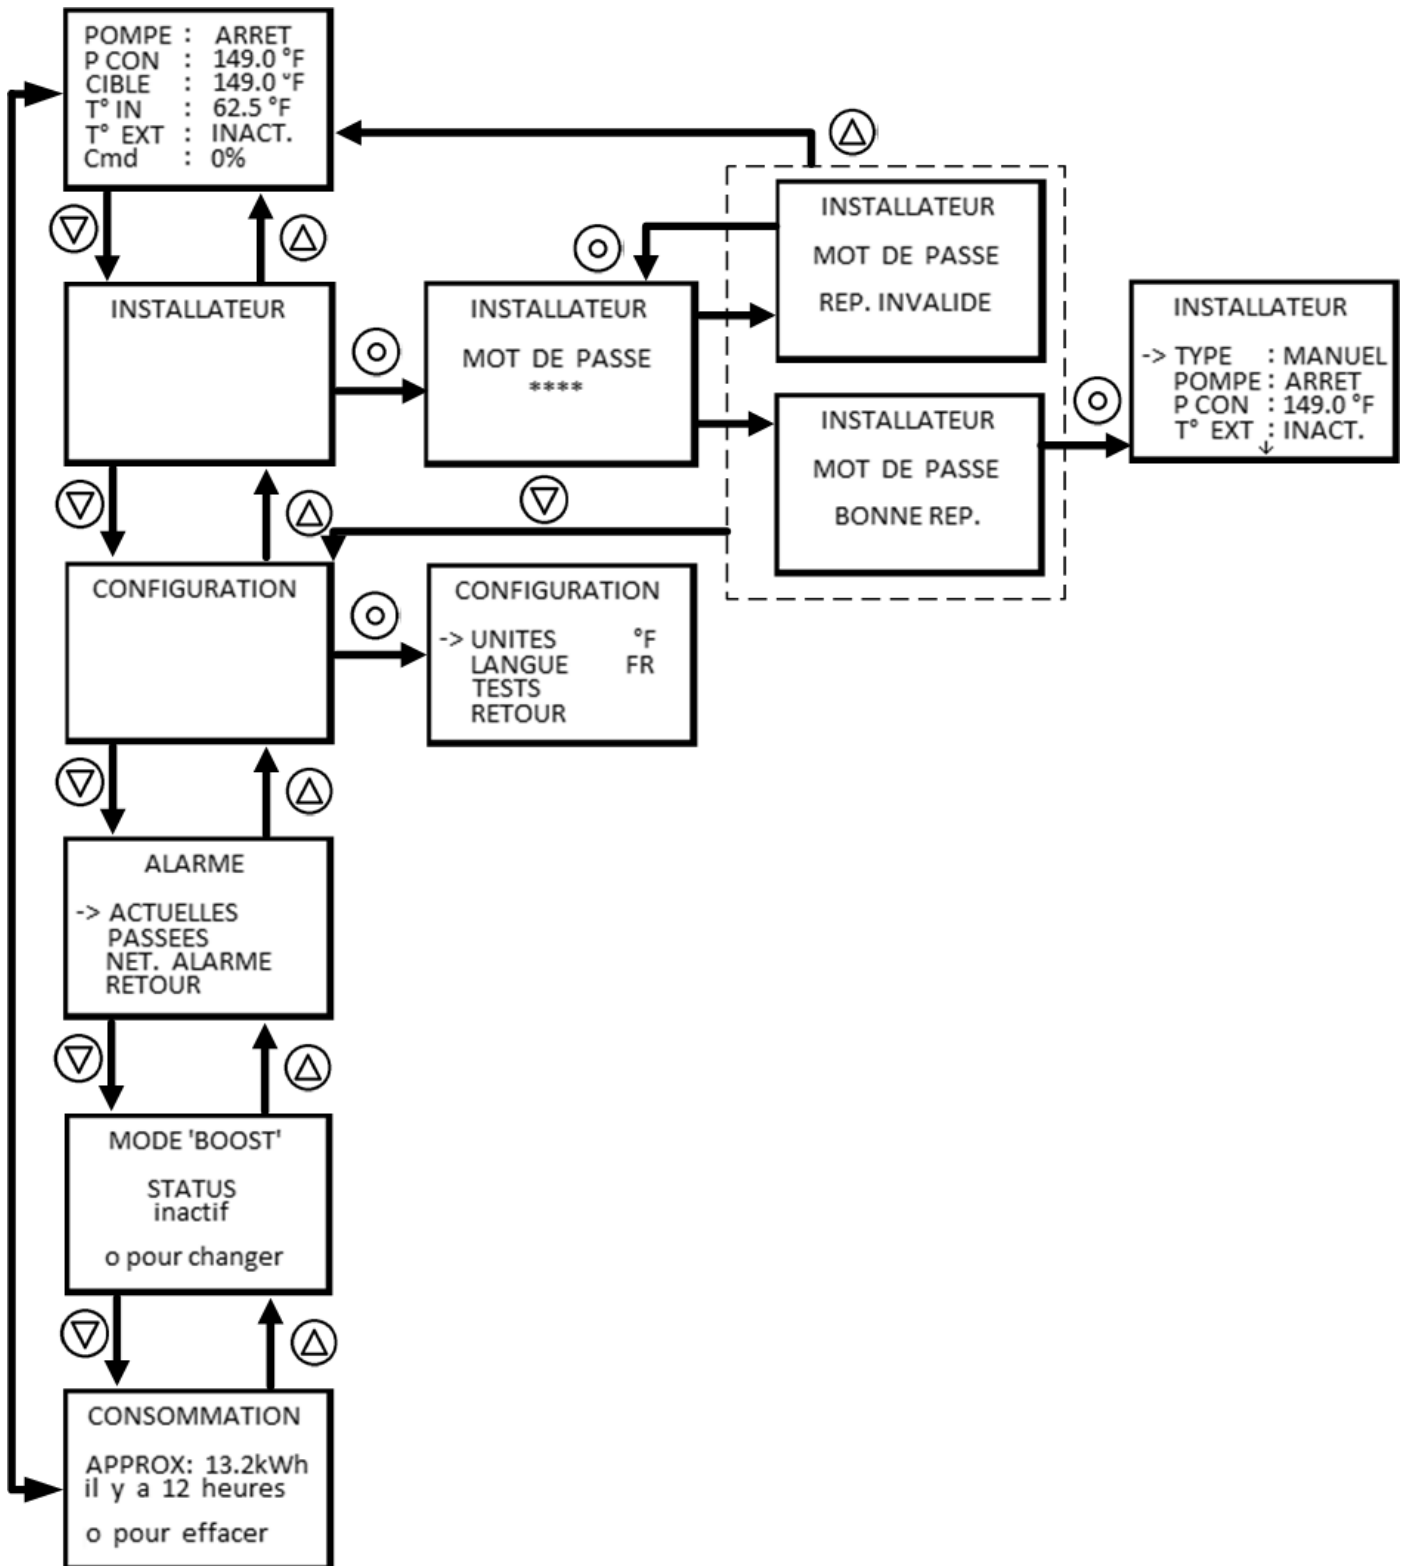 POMPE : ARRET
P CON : 149.0 °F
CIBLE : 149.0 °F
T° IN : 62.5 °F
T° EXT : INACT.
Cmd : 0%
INSTALLATEUR
INSTALLATEUR
MOT DE PASSE
****
INSTALLATEUR
MOT DE PASSE
REP. INVALIDE
INSTALLATEUR
MOT DE PASSE
BONNE REP.
INSTALLATEUR
-> TYPE : MANUEL
POMPE : ARRET
P CON : 149.0 °F
T° EXT : INACT.
↓
CONFIGURATION
CONFIGURATION
-> UNITES °F
LANGUE FR
TESTS
RETOUR
ALARME
-> ACTUELLES
PASSEES
NET. ALARME
RETOUR
MODE 'BOOST'
STATUS
inactif
o pour changer
CONSOMMATION
APPROX: 13.2kWh
il y a 12 heures
o pour effacer